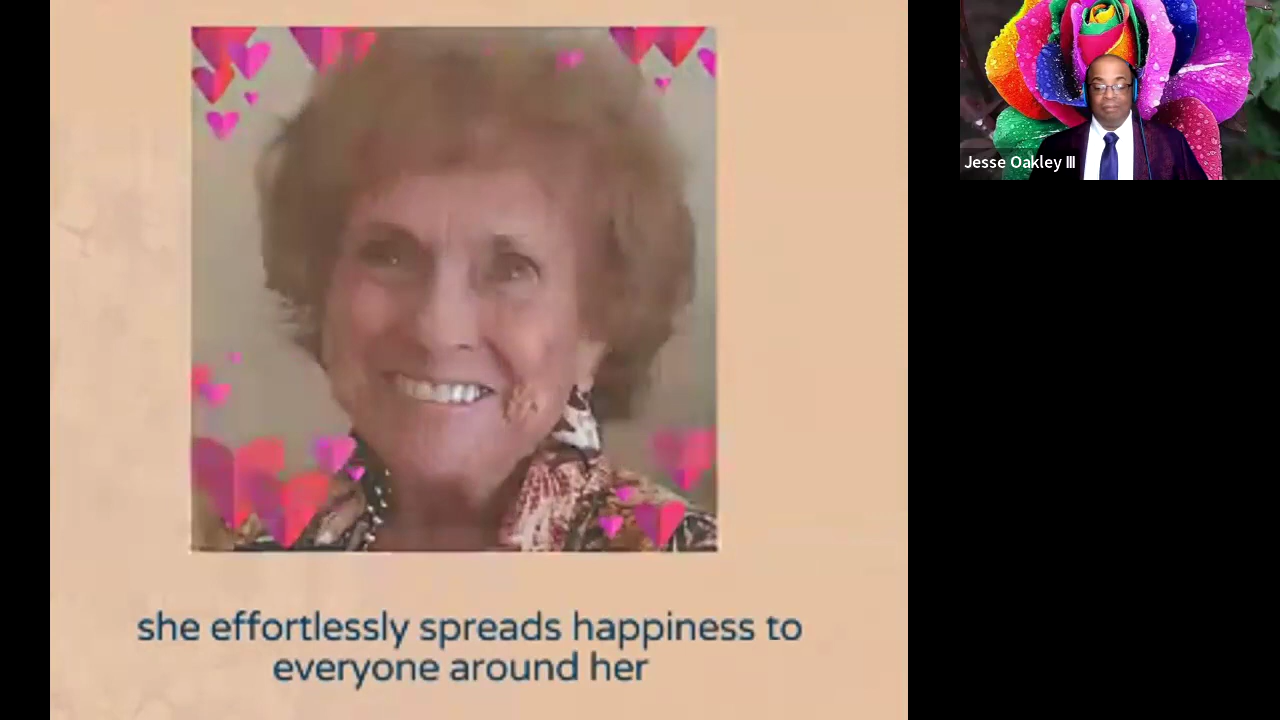 Jesse Oakley III
she effortlessly spreads happiness to
everyone around her